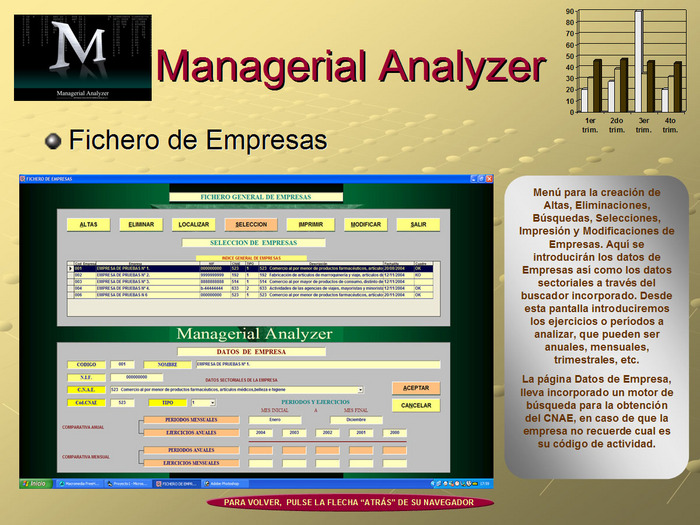 M
Managerial Analyzer
Managerial Analyzer
90
80
70
60
50
40
30
20
10
0
1er trim.
2do trim.
3er trim.
4to trim.
Fichero de Empresas
FICHERO DE EMPRESAS
FICHERO GENERAL DE EMPRESAS
ALTAS ELIMINAR LOCALIZAR SELECCION IMPRIMIR MODIFICAR SALIR
SELECCION DE EMPRESAS
INDICE GENERAL DE EMPRESAS
Cod. Empresa Empresa NIF CNAE TIPO Descripción Pantalla Cuadro
001 EMPRESA DE PRUEBAS Nº 1. 000000000 523 1 523 Comercio al por menor de productos farmacéuticos, artículos 20/08/2004 OK
002 EMPRESA DE PRUEBAS Nº 2. 192 1 192 Fabricación de artículos de marroquinería y viaje, artículos 12/11/2004 KO
003 EMPRESA DE PRUEBAS Nº 3. 514 1 514 Comercio al por mayor de productos de consumo, distinto de 12/11/2004
004 EMPRESA DE PRUEBAS Nº 4. 633 2 633 Actividades de las agencias de viajes, mayoristas y minorista 12/11/2004 OK
008 EMPRESA DE PRUEBAS N 8 000000000 523 1 523 Comercio al por menor de productos farmacéuticos, artículos 20/11/2004 OK
Managerial Analyzer
DATOS DE EMPRESA
CODIGO 001 NOMBRE EMPRESA DE PRUEBAS Nº 1.
N.I.F. 000000000 DATOS SECTORIALES DE LA EMPRESA
C.N.A.E. 523 Comercio al por menor de productos farmacéuticos, artículos médicos, belleza e higiene
ACEPTAR
Cód.CNAE 523 TIPO 1 PERIODOS Y EJERCICIOS
CANCELAR
MES INICIAL A MES FINAL
PERIODOS MENSUALES Enero Diciembre
COMPARATIVA ANUAL
EJERCICIOS ANUALES 2004 2003 2002 2001 2000
PERIODOS ANUALES
COMPARATIVA MENSUAL
EJERCICIOS MENSUALES
Inicio
FICHERO DE EM...
Adobe Photoshop
Menú para la creación de
Altas, Eliminaciones,
Búsquedas, Selecciones,
Impresión y Modificaciones de
Empresas. Aquí se
introducirán los datos de
Empresas así como los datos
sectoriales a través del
buscador incorporado. Desde
esta pantalla introduciremos
los ejercicios o periodos a
analizar, que pueden ser
anuales, mensuales,
trimestrales, etc.
La página Datos de Empresa,
lleva incorporado un motor de
búsqueda para la obtención
del CNAE, en caso de que la
empresa no recuerde cual es
su código de actividad.
PARA VOLVER, PULSE LA FLECHA “ATRÁS” DE SU NAVEGADOR